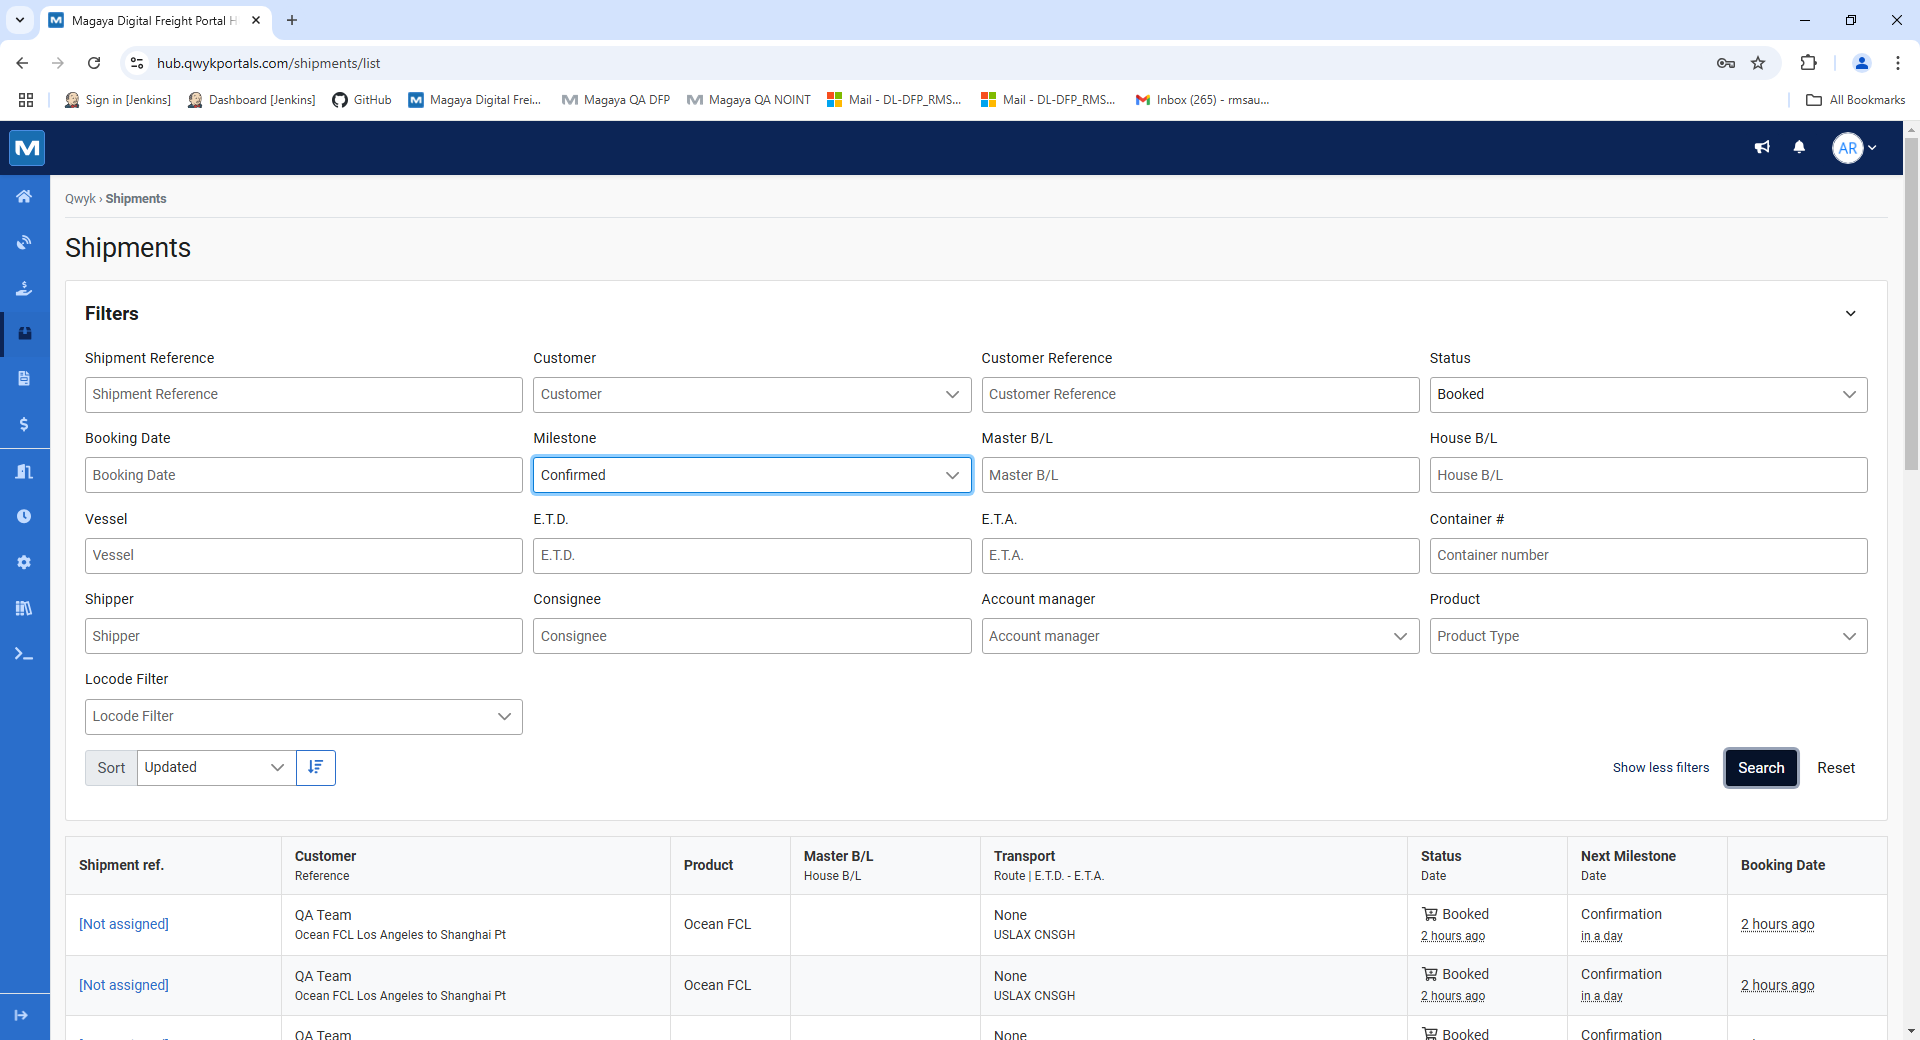 Magaya Digital Freight Portal H
hub.qwykportals.com/shipments/list
Sign in [Jenkins]
Dashboard [Jenkins]
GitHub
Magaya Digital Frei...
Magaya QA DFP
Magaya QA NOINT
Mail - DL-DFP_RMS...
Mail - DL-DFP_RMS...
Inbox (265) - rmsau...
All Bookmarks
M
AR
Qwyk › Shipments
Shipments
Filters
Shipment Reference
Customer
Customer Reference
Status
Shipment Reference
Customer
Customer Reference
Booked
Booking Date
Milestone
Master B/L
House B/L
Booking Date
Confirmed
Master B/L
House B/L
Vessel
E.T.D.
E.T.A.
Container #
Vessel
E.T.D.
E.T.A.
Container number
Shipper
Consignee
Account manager
Product
Shipper
Consignee
Account manager
Product Type
Locode Filter
Locode Filter
Sort
Updated
Show less filters
Search
Reset
Shipment ref.
Customer
Reference
Product
Master B/L
House B/L
Transport
Route | E.T.D. - E.T.A.
Status
Date
Next Milestone
Date
Booking Date
[Not assigned]
QA Team
Ocean FCL Los Angeles to Shanghai Pt
Ocean FCL
None
USLAX CNSGH
Booked
2 hours ago
Confirmation
in a day
2 hours ago
[Not assigned]
QA Team
Ocean FCL Los Angeles to Shanghai Pt
Ocean FCL
None
USLAX CNSGH
Booked
2 hours ago
Confirmation
in a day
2 hours ago
QA Team
None
Booked
Confirmation